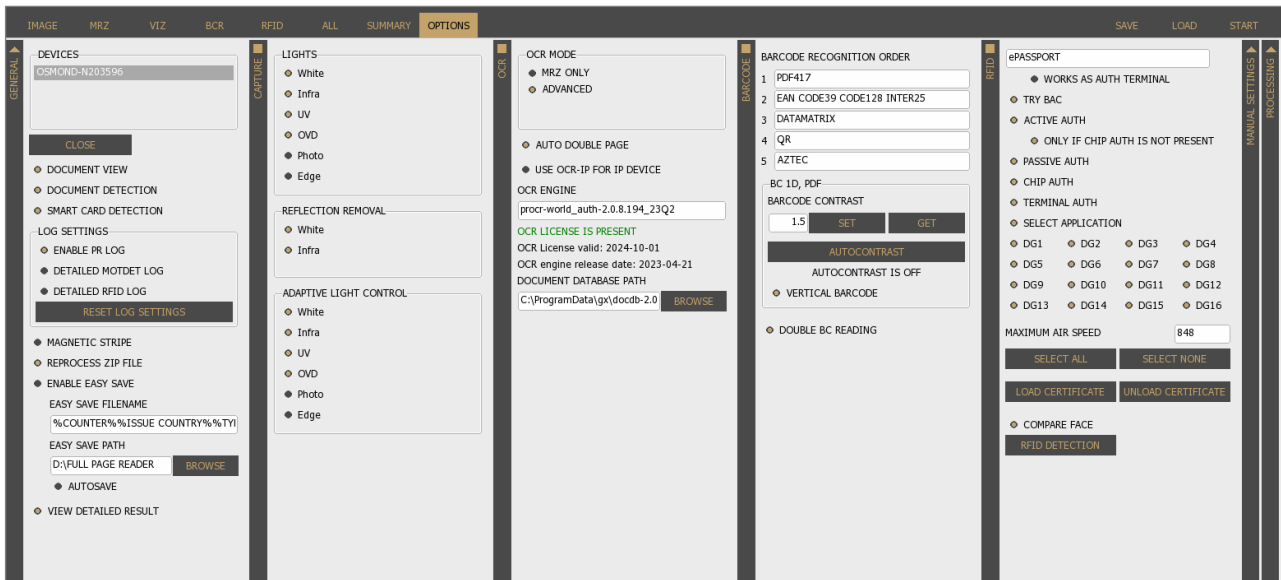 IMAGE MRZ VIZ BCR RFID ALL SUMMARY OPTIONS SAVE LOAD START
GENERAL
DEVICES
OSMOND-N203596
CLOSE
DOCUMENT VIEW
DOCUMENT DETECTION
SMART CARD DETECTION
LOG SETTINGS
ENABLE PR LOG
DETAILED MOTDET LOG
DETAILED RFID LOG
RESET LOG SETTINGS
MAGNETIC STRIPE
REPROCESS ZIP FILE
ENABLE EASY SAVE
EASY SAVE FILENAME
%COUNTER%%ISSUE COUNTRY%%TYI
EASY SAVE PATH
D:\FULL PAGE READER BROWSE
AUTOSAVE
VIEW DETAILED RESULT
CAPTURE
LIGHTS
White
Infra
UV
OVD
Photo
Edge
REFLECTION REMOVAL
White
Infra
ADAPTIVE LIGHT CONTROL
White
Infra
UV
OVD
Photo
Edge
OCR
OCR MODE
MRZ ONLY
ADVANCED
AUTO DOUBLE PAGE
USE OCR-IP FOR IP DEVICE
OCR ENGINE
procr-world_auth-2.0.8.194_23Q2
OCR LICENSE IS PRESENT
OCR License valid: 2024-10-01
OCR engine release date: 2023-04-21
DOCUMENT DATABASE PATH
C:\ProgramData\gx\docdb-2.0 BROWSE
BARCODE
BARCODE RECOGNITION ORDER
1 PDF417
2 EAN CODE39 CODE128 INTER25
3 DATAMATRIX
4 QR
5 AZTEC
BC 1D, PDF
BARCODE CONTRAST
1.5 SET GET
AUTOCONTRAST
AUTOCONTRAST IS OFF
VERTICAL BARCODE
DOUBLE BC READING
RFID
ePASSPORT
WORKS AS AUTH TERMINAL
TRY BAC
ACTIVE AUTH
ONLY IF CHIP AUTH IS NOT PRESENT
PASSIVE AUTH
CHIP AUTH
TERMINAL AUTH
SELECT APPLICATION
DG1 DG2 DG3 DG4
DG5 DG6 DG7 DG8
DG9 DG10 DG11 DG12
DG13 DG14 DG15 DG16
MAXIMUM AIR SPEED 848
SELECT ALL SELECT NONE
LOAD CERTIFICATE UNLOAD CERTIFICATE
COMPARE FACE
RFID DETECTION
MANUAL SETTINGS
PROCESSING